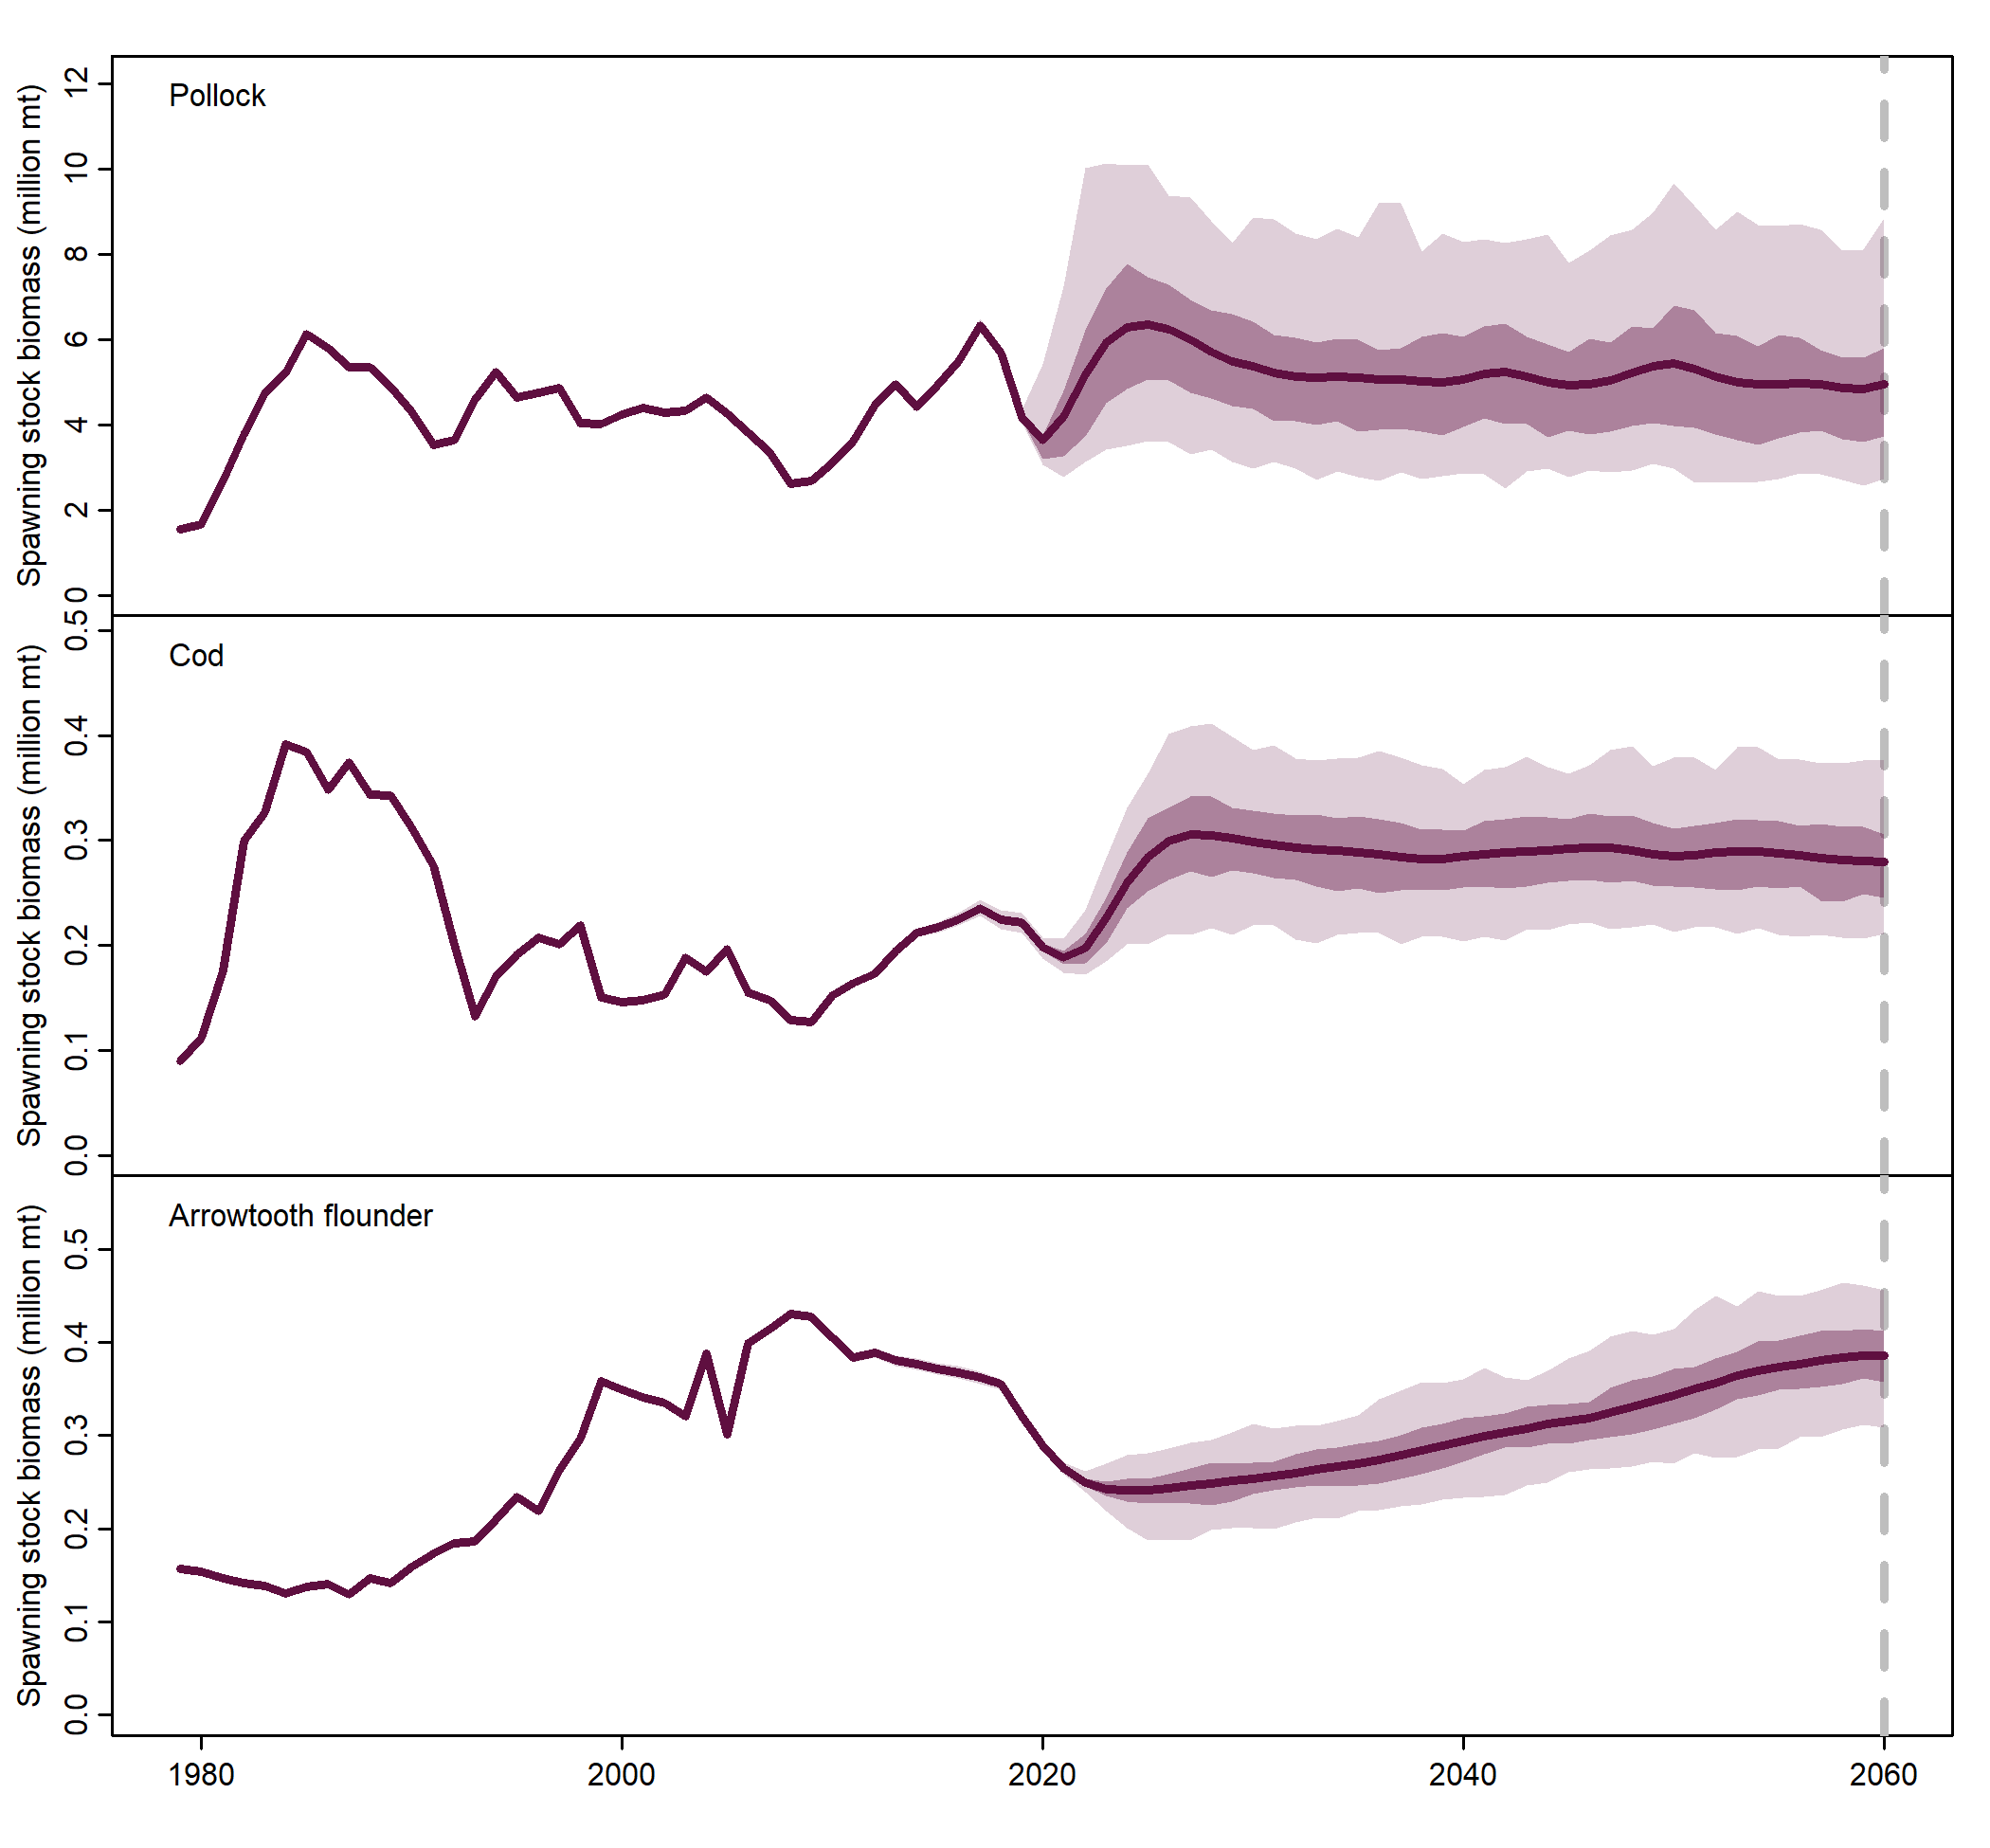 Pollock
Spawning stock biomass (million mt)
12
10
8
6
4
2
0
Cod
Spawning stock biomass (million mt)
0.5
0.4
0.3
0.2
0.1
0.0
Arrowtooth flounder
Spawning stock biomass (million mt)
0.5
0.4
0.3
0.2
0.1
0.0
1980 2000 2020 2040 2060